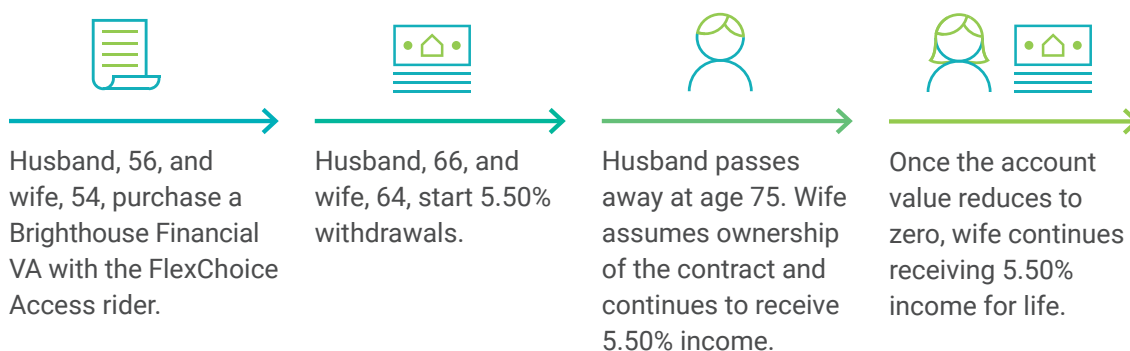 Husband, 56, and
wife, 54, purchase a
Brighthouse Financial
VA with the FlexChoice
Access rider.
Husband, 66, and
wife, 64, start 5.50%
withdrawals.
Husband passes
away at age 75. Wife
assumes ownership
of the contract and
continues to receive
5.50% income.
Once the account
value reduces to
zero, wife continues
receiving 5.50%
income for life.